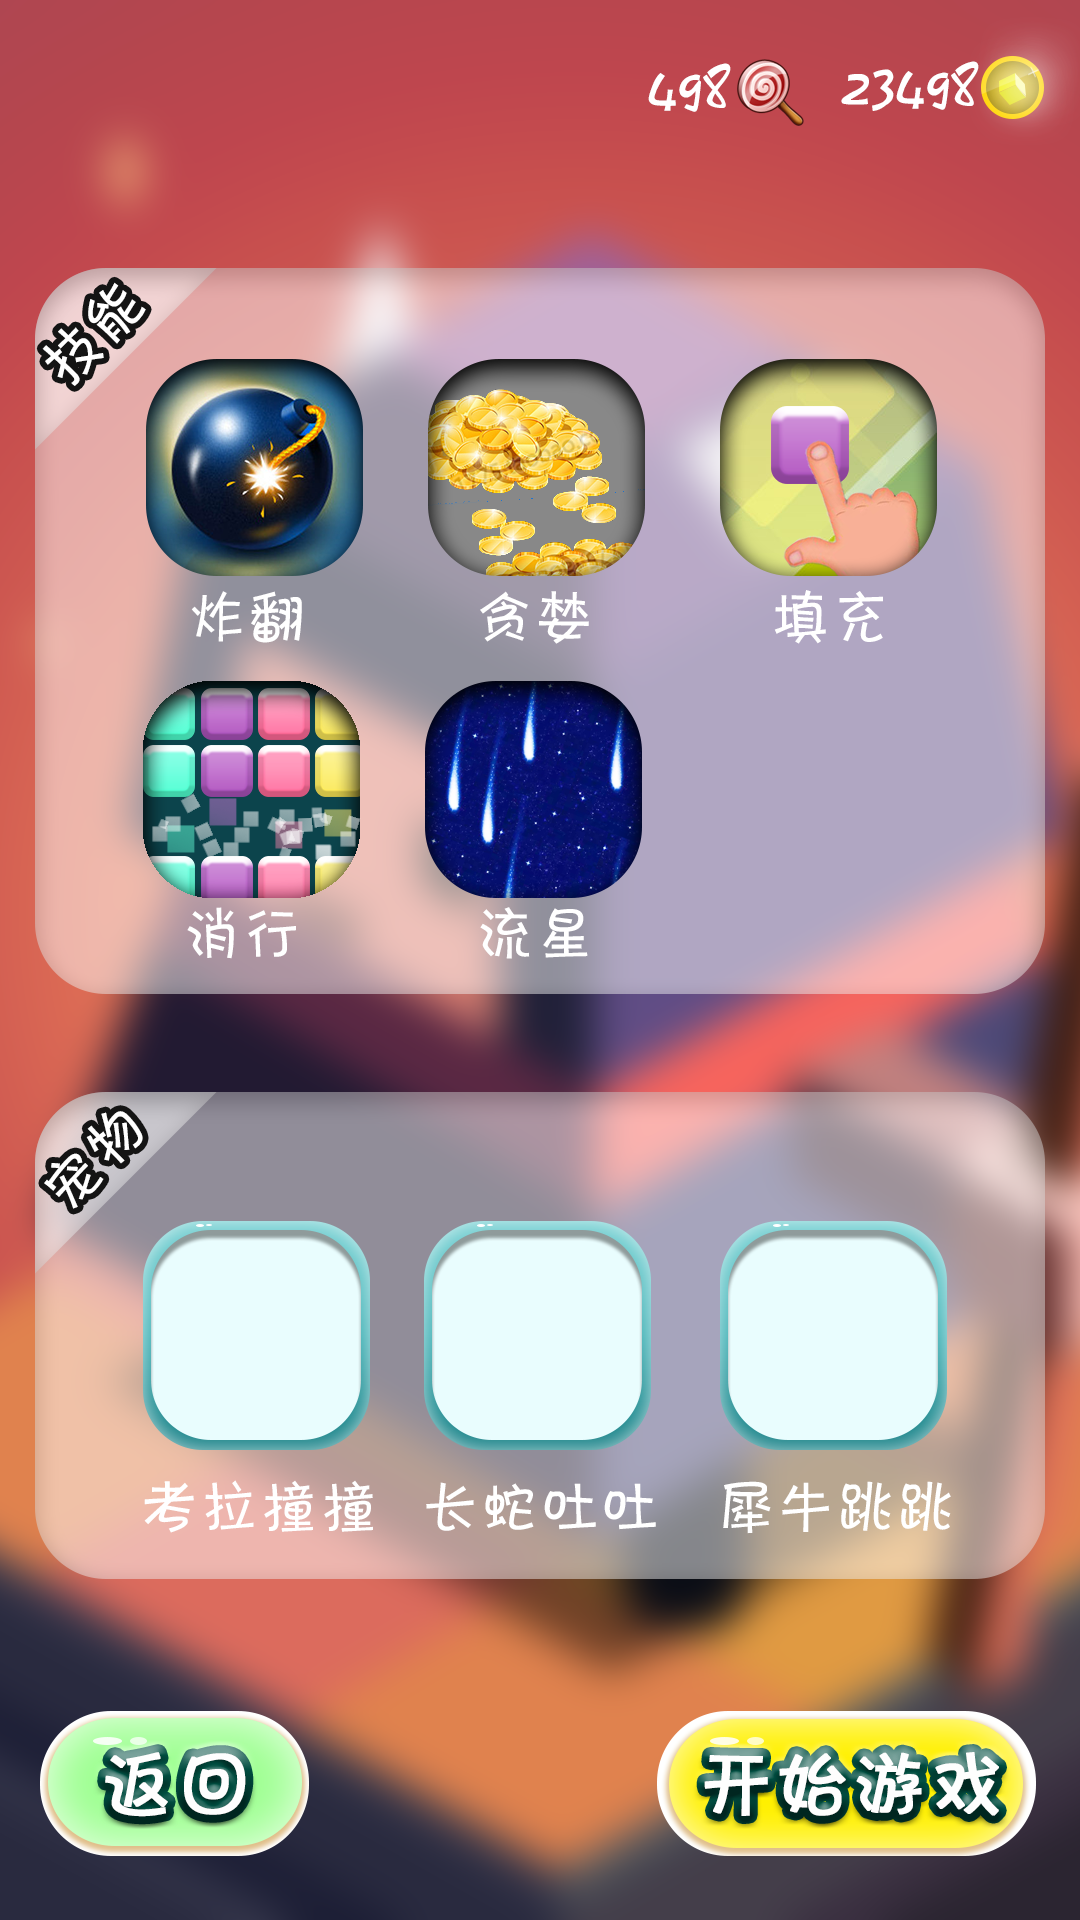 498 23498
技能
炸翻 贪婪 填充
消行 流星
宠物
考拉撞撞 长蛇吐吐 犀牛跳跳
返回 开始游戏